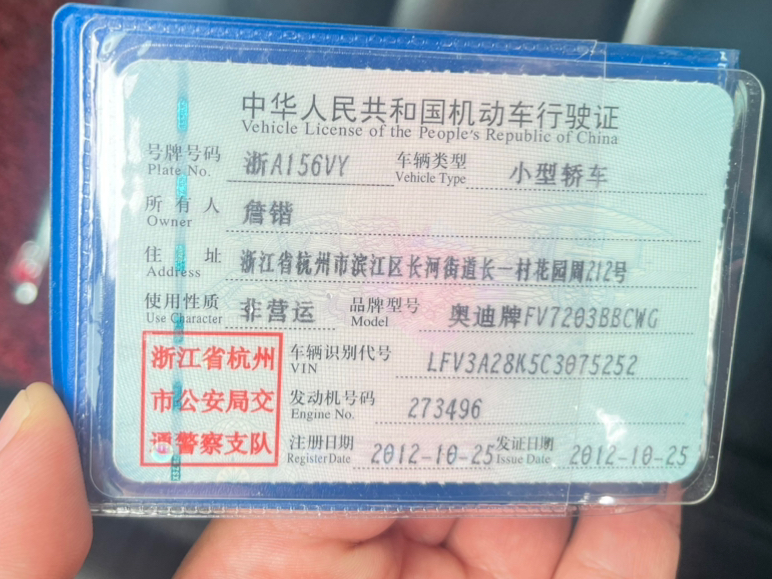 中华人民共和国机动车行驶证
Vehicle License of the People's Republic of China
号牌号码 浙A156VY 车辆类型 小型轿车
Plate No. Vehicle Type
所有人 詹锴
Owner
住址 浙江省杭州市滨江区长河街道长一村花园周212号
Address
使用性质 非营运 品牌型号 奥迪牌FV7203BBCWG
Use Character Model
浙江省杭州
市公安局交
通警察支队
车辆识别代号 LFV3A28K5C3075252
VIN
发动机号码 273496
Engine No.
注册日期 2012-10-25 发证日期 2012-10-25
Register Date Issue Date